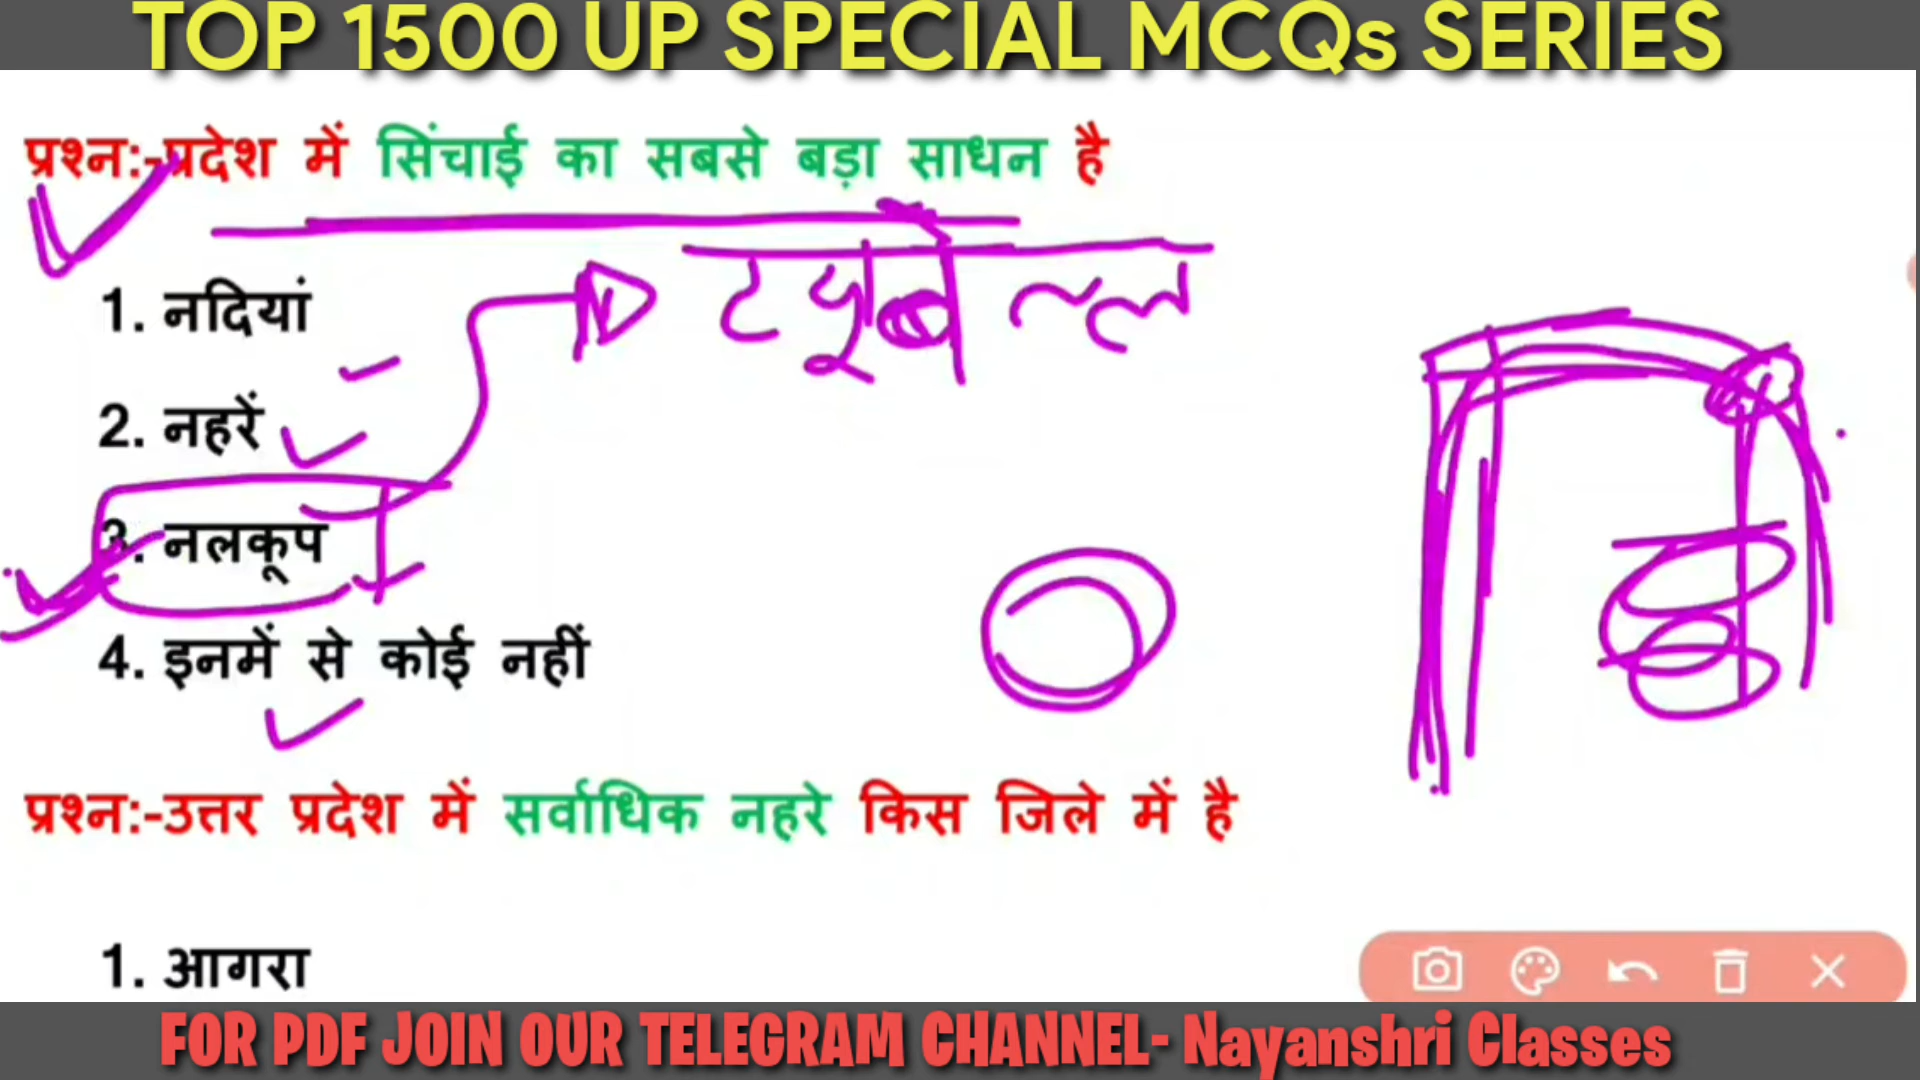 TOP 1500 UP SPECIAL MCQs SERIES
प्रश्न:-प्रदेश में सिंचाई का सबसे बड़ा साधन है
टयूबेल्ल
1. नदियां
2. नहरें
3. नलकूप
4. इनमें से कोई नहीं
प्रश्न:-उत्तर प्रदेश में सर्वाधिक नहरे किस जिले में है
1. आगरा
FOR PDF JOIN OUR TELEGRAM CHANNEL- Nayanshri Classes